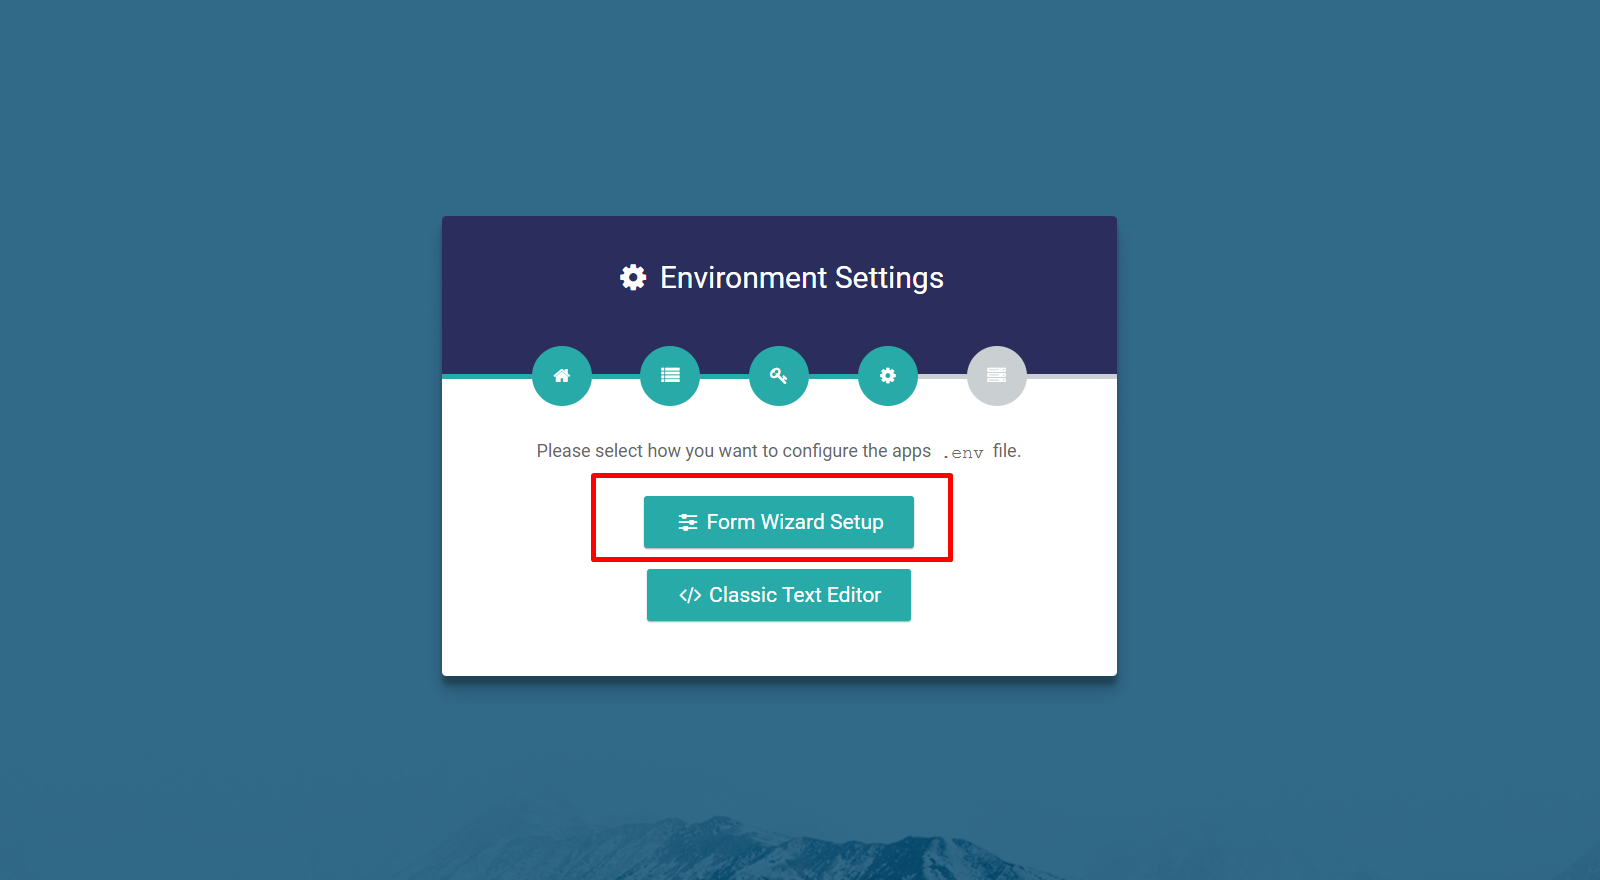 Environment Settings
Please select how you want to configure the apps .env file.
Form Wizard Setup
Classic Text Editor